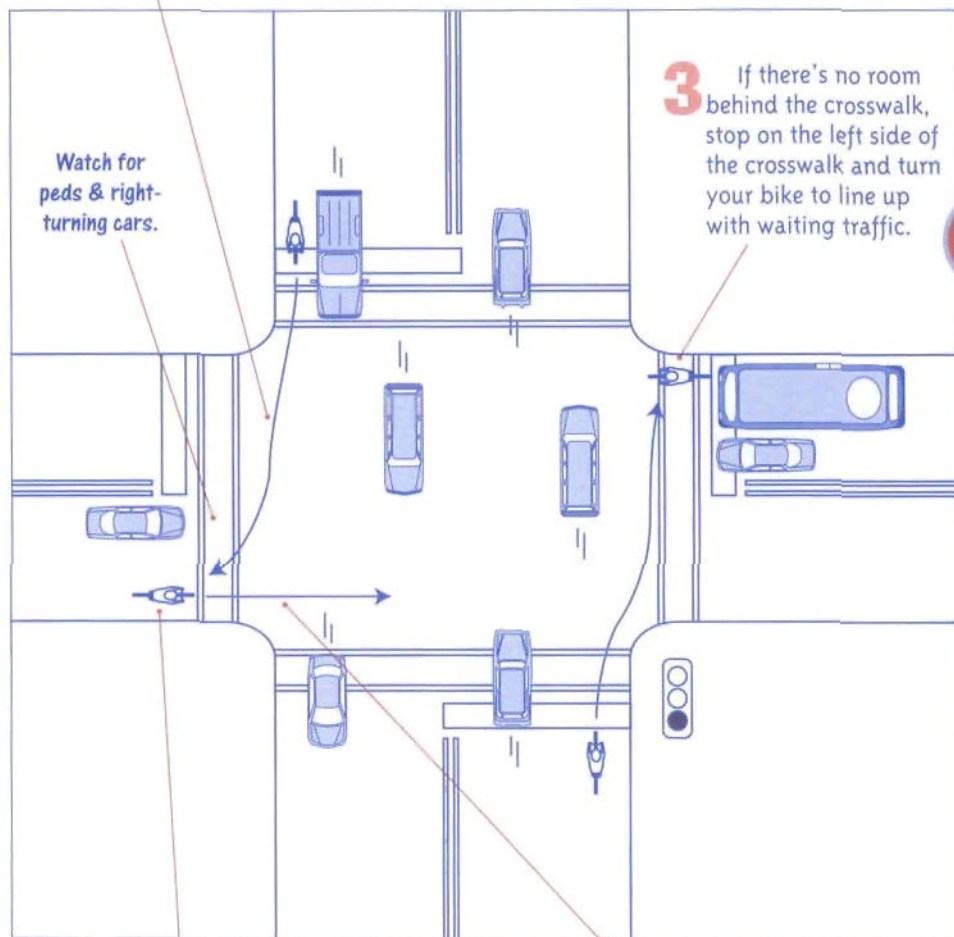 Watch for
peds & right-
turning cars.
3 If there's no room
behind the crosswalk,
stop on the left side of
the crosswalk and turn
your bike to line up
with waiting traffic.